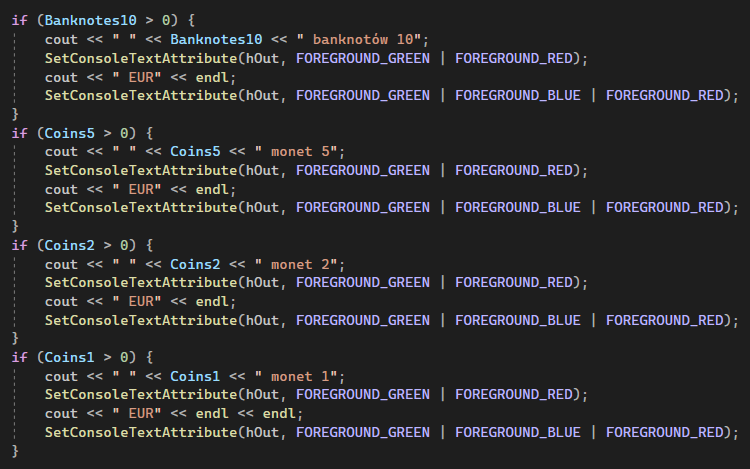 if (Banknotes10 > 0) {
    cout << " " << Banknotes10 << " banknotów 10";
    SetConsoleTextAttribute(hOut, FOREGROUND_GREEN | FOREGROUND_RED);
    cout << " EUR" << endl;
    SetConsoleTextAttribute(hOut, FOREGROUND_GREEN | FOREGROUND_BLUE | FOREGROUND_RED);
}
if (Coins5 > 0) {
    cout << " " << Coins5 << " monet 5";
    SetConsoleTextAttribute(hOut, FOREGROUND_GREEN | FOREGROUND_RED);
    cout << " EUR" << endl;
    SetConsoleTextAttribute(hOut, FOREGROUND_GREEN | FOREGROUND_BLUE | FOREGROUND_RED);
}
if (Coins2 > 0) {
    cout << " " << Coins2 << " monet 2";
    SetConsoleTextAttribute(hOut, FOREGROUND_GREEN | FOREGROUND_RED);
    cout << " EUR" << endl;
    SetConsoleTextAttribute(hOut, FOREGROUND_GREEN | FOREGROUND_BLUE | FOREGROUND_RED);
}
if (Coins1 > 0) {
    cout << " " << Coins1 << " monet 1";
    SetConsoleTextAttribute(hOut, FOREGROUND_GREEN | FOREGROUND_RED);
    cout << " EUR" << endl << endl;
    SetConsoleTextAttribute(hOut, FOREGROUND_GREEN | FOREGROUND_BLUE | FOREGROUND_RED);
}